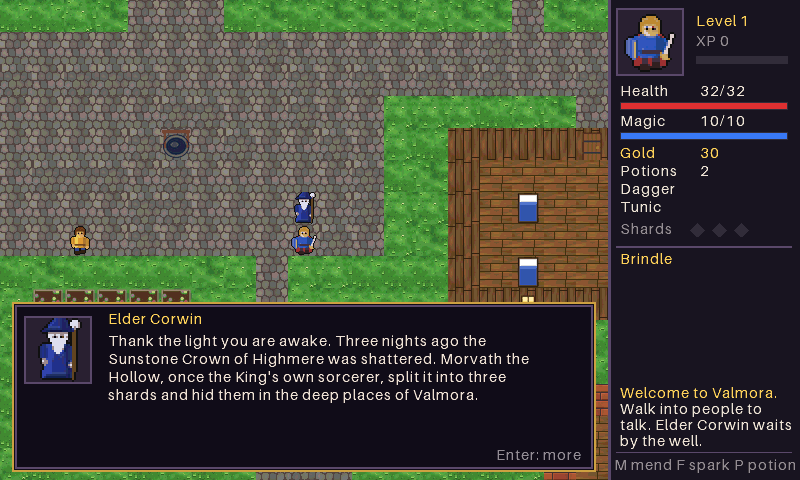 Level 1
XP 0
Health 32/32
Magic 10/10
Gold 30
Potions 2
Dagger
Tunic
Shards
Brindle
Elder Corwin
Thank the light you are awake. Three nights ago the
Sunstone Crown of Highmere was shattered. Morvath the
Hollow, once the King's own sorcerer, split it into three
shards and hid them in the deep places of Valmora.
Enter: more
Welcome to Valmora.
Walk into people to
talk. Elder Corwin waits
by the well.
M mend F spark P potion